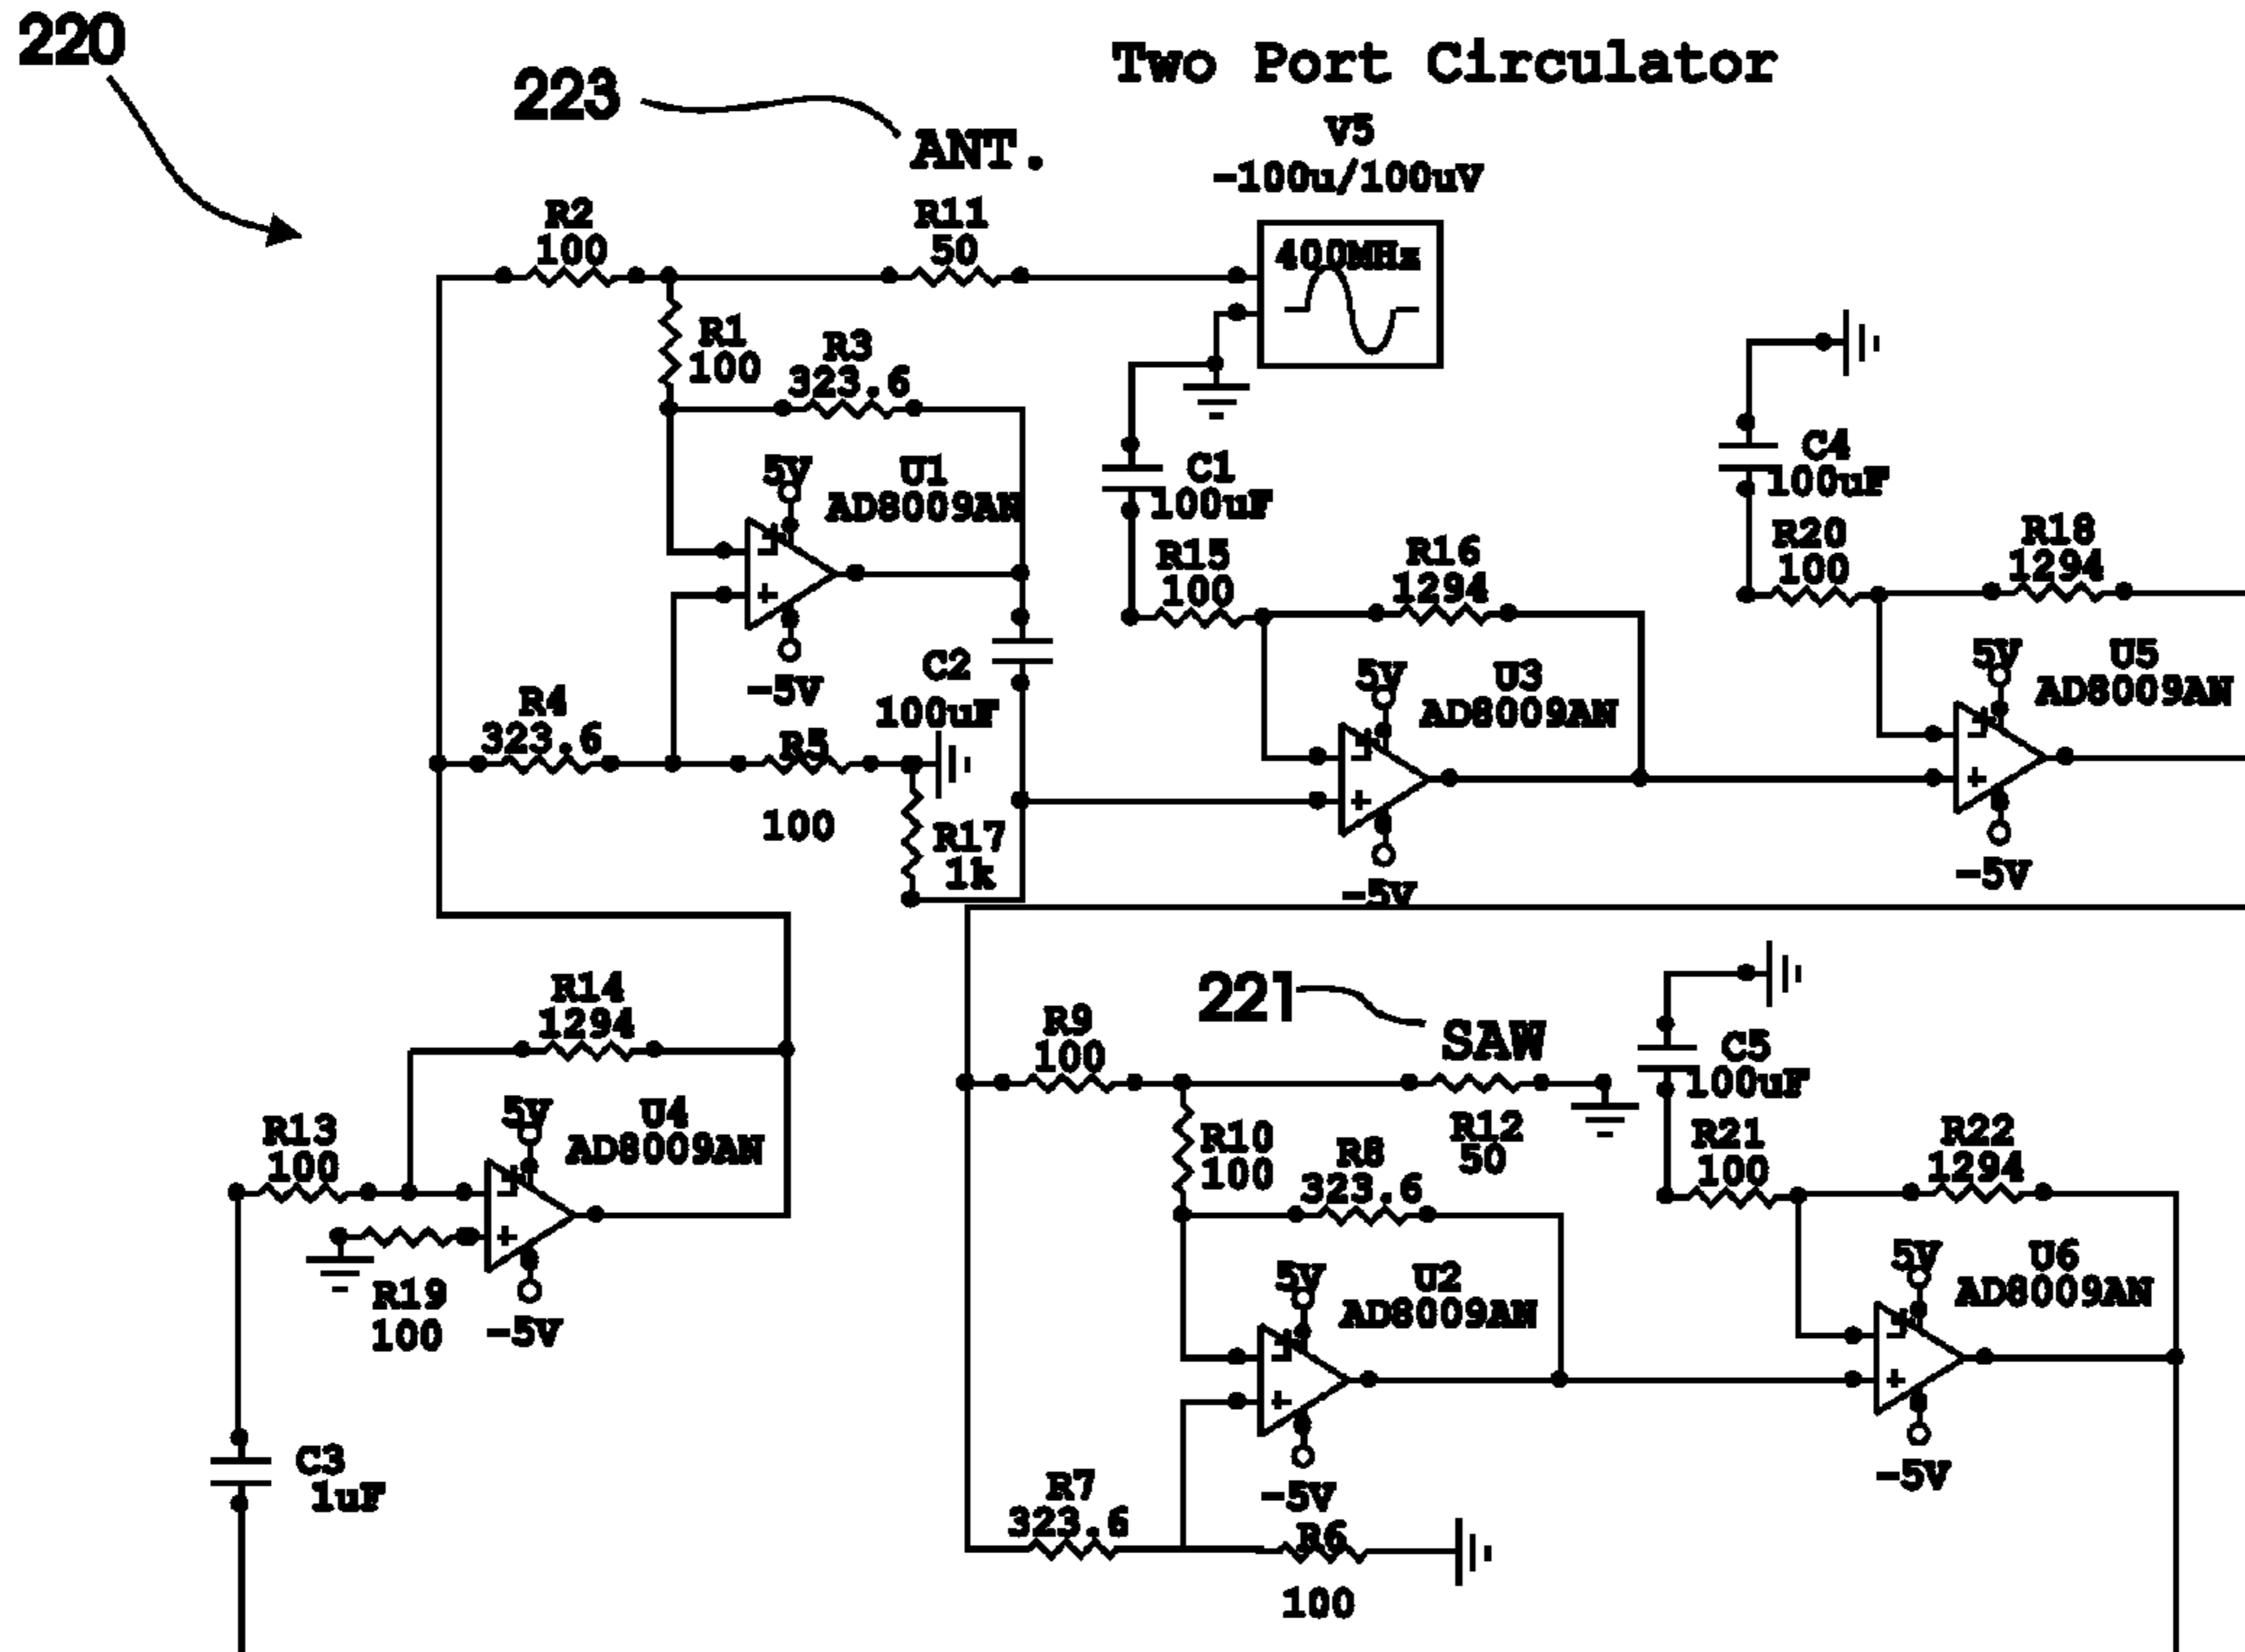 220
223
Two Port Circulator
ANT.
V5
-100u/100uV
400MHz
R2
100
R11
50
R1
100
R3
323.6
5V
U1
AD8009AN
+
-5V
C1
100uF
C4
100uF
R15
100
R16
1294
R20
100
R18
1294
C2
100uF
R4
323.6
R5
100
R17
1k
5V
U3
AD8009AN
+
-5V
5V
U5
AD8009AN
+
-5V
R14
1294
221
SAW
R9
100
C5
100uF
R13
100
5V
U4
AD8009AN
+
R19
100
-5V
R10
100
R8
323.6
R12
50
R21
100
R22
1294
5V
U2
AD8009AN
+
-5V
5V
U6
AD8009AN
+
-5V
C3
1uF
R7
323.6
R6
100